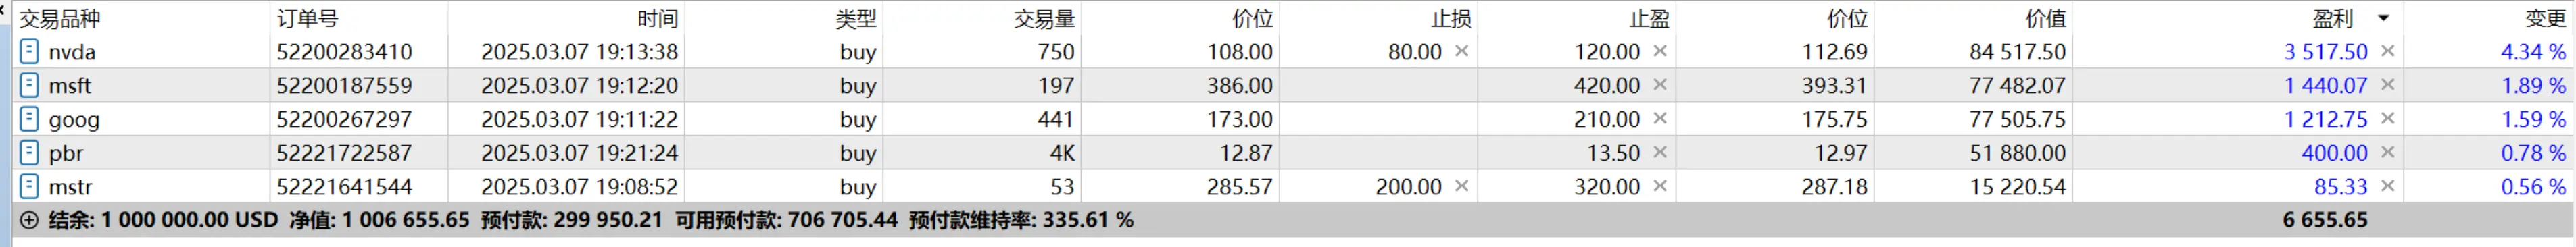 交易品种 订单号 时间 类型 交易量 价位 止损 止盈 价位 价值 盈利 变更
nvda 52200283410 2025.03.07 19:13:38 buy 750 108.00 80.00 120.00 112.69 84 517.50 3 517.50 4.34 %
msft 52200187559 2025.03.07 19:12:20 buy 197 386.00 420.00 393.31 77 482.07 1 440.07 1.89 %
goog 52200267297 2025.03.07 19:11:22 buy 441 173.00 210.00 175.75 77 505.75 1 212.75 1.59 %
pbr 52221722587 2025.03.07 19:21:24 buy 4K 12.87 13.50 12.97 51 880.00 400.00 0.78 %
mstr 52221641544 2025.03.07 19:08:52 buy 53 285.57 200.00 320.00 287.18 15 220.54 85.33 0.56 %
结余: 1 000 000.00 USD 净值: 1 006 655.65 预付款: 299 950.21 可用预付款: 706 705.44 预付款维持率: 335.61 % 6 655.65